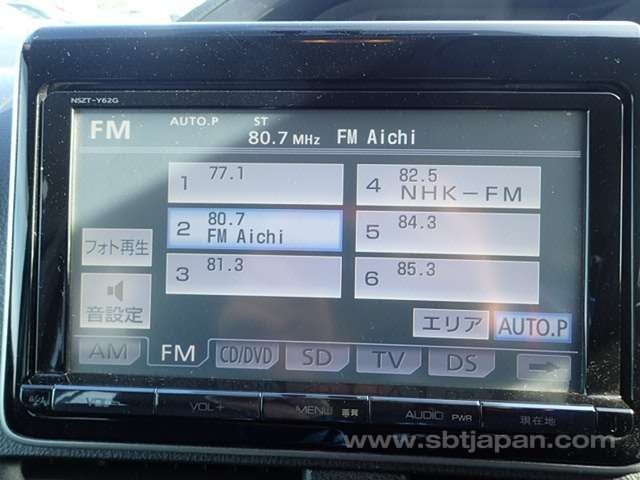 NSZT-Y62G
FM AUTO.P ST 80.7 MHz FM Aichi
1 77.1
2 80.7 FM Aichi
3 81.3
4 82.5 NHK-FM
5 84.3
6 85.3
フォト再生
音設定
エリア AUTO.P
AM FM CD/DVD SD TV DS
VOL- VOL+ MENU 画質 AUDIO PWR 現在地
www.sbtjapan.com